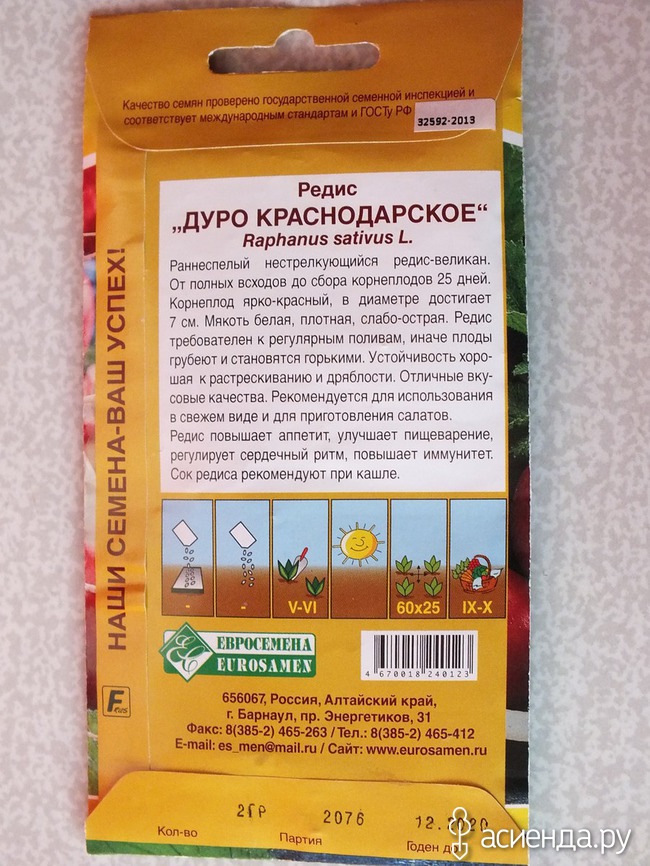 Качество семян проверено государственной семенной инспекцией и
соответствует международным стандартам и ГОСТу РФ 32592-2013
НАШИ СЕМЕНА-ВАШ УСПЕХ!
Редис
„ДУРО КРАСНОДАРСКОЕ“
Raphanus sativus L.
Раннеспелый нестрелкующийся редис-великан.
От полных всходов до сбора корнеплодов 25 дней.
Корнеплод ярко-красный, в диаметре достигает
7 см. Мякоть белая, плотная, слабо-острая. Редис
требователен к регулярным поливам, иначе плоды
грубеют и становятся горькими. Устойчивость хоро-
шая к растрескиванию и дряблости. Отличные вку-
совые качества. Рекомендуется для использования
в свежем виде и для приготовления салатов.
Редис повышает аппетит, улучшает пищеварение,
регулирует сердечный ритм, повышает иммунитет.
Сок редиса рекомендуют при кашле.
- - V-VI 60x25 IX-X
ЕВРОСЕМЕНА
EUROSAMEN
4 670018 240123
656067, Россия, Алтайский край,
г. Барнаул, пр. Энергетиков, 31
Факс: 8(385-2) 465-263 / Тел.: 8(385-2) 465-412
E-mail: es_men@mail.ru / Сайт: www.eurosamen.ru
2ГР 2076 12.2020
Кол-во Партия Годен до
асиенда.ру